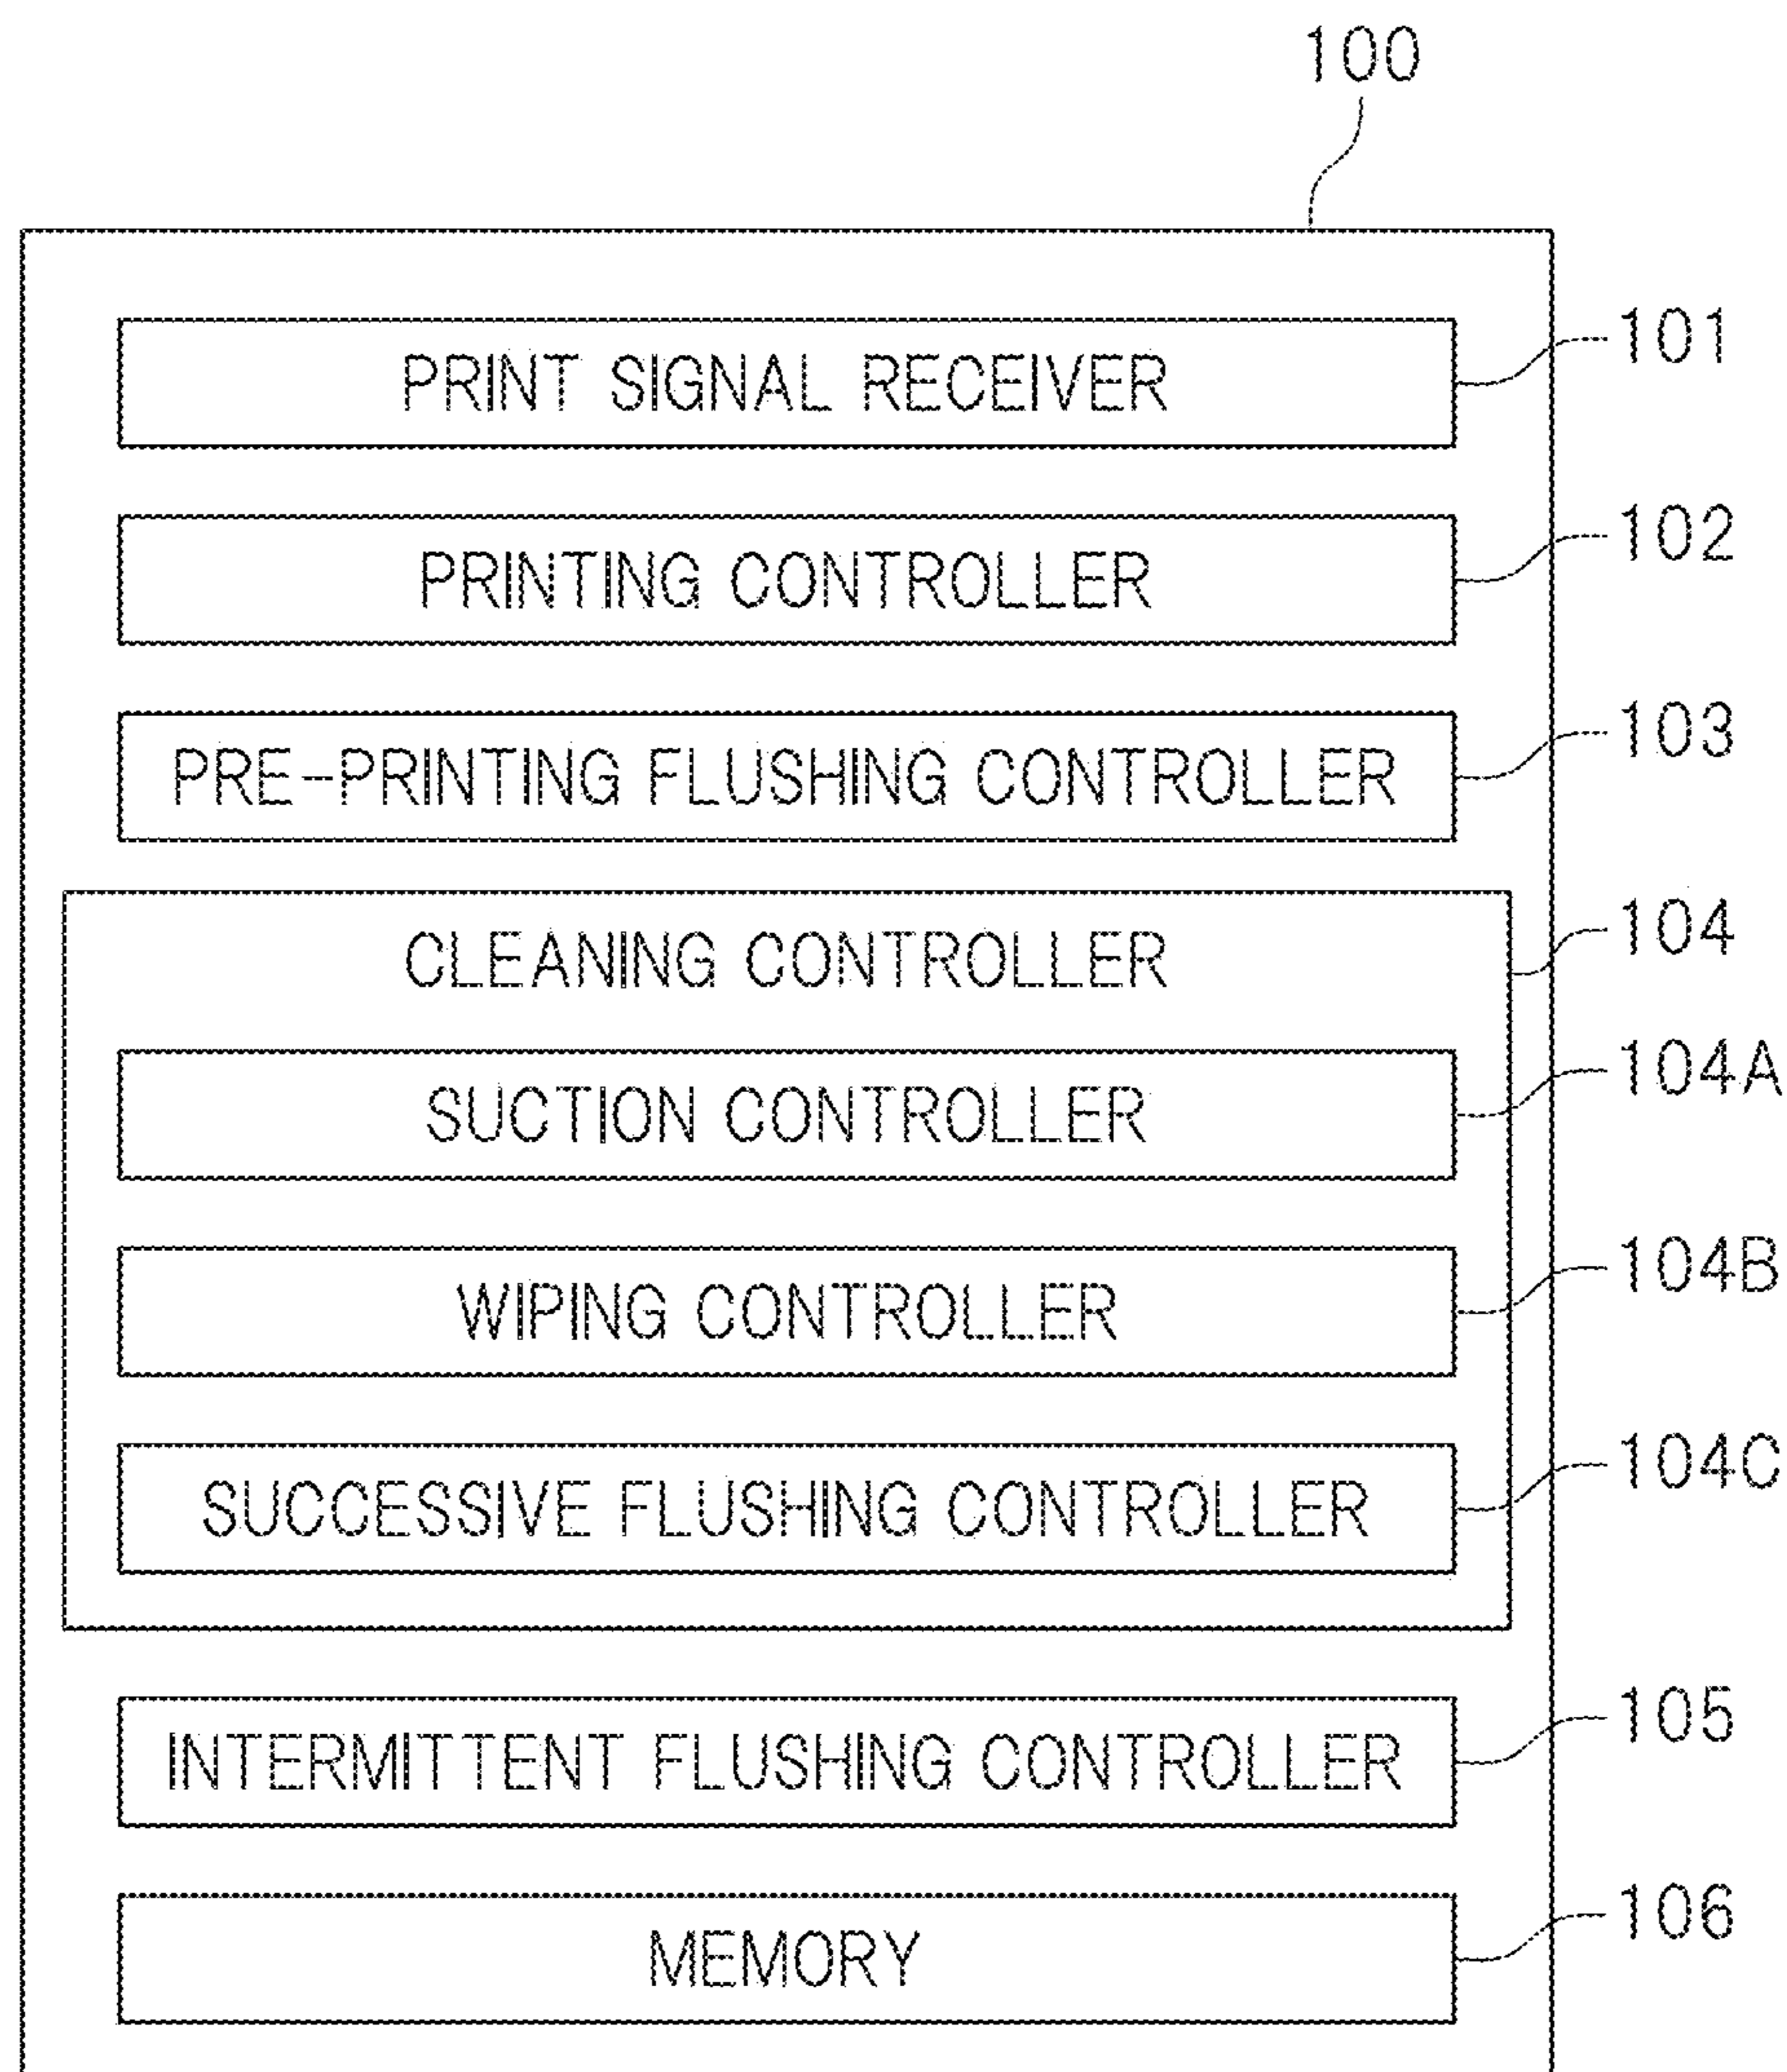 100
PRINT SIGNAL RECEIVER 101
PRINTING CONTROLLER 102
PRE-PRINTING FLUSHING CONTROLLER 103
CLEANING CONTROLLER 104
SUCTION CONTROLLER 104A
WIPING CONTROLLER 104B
SUCCESSIVE FLUSHING CONTROLLER 104C
INTERMITTENT FLUSHING CONTROLLER 105
MEMORY 106